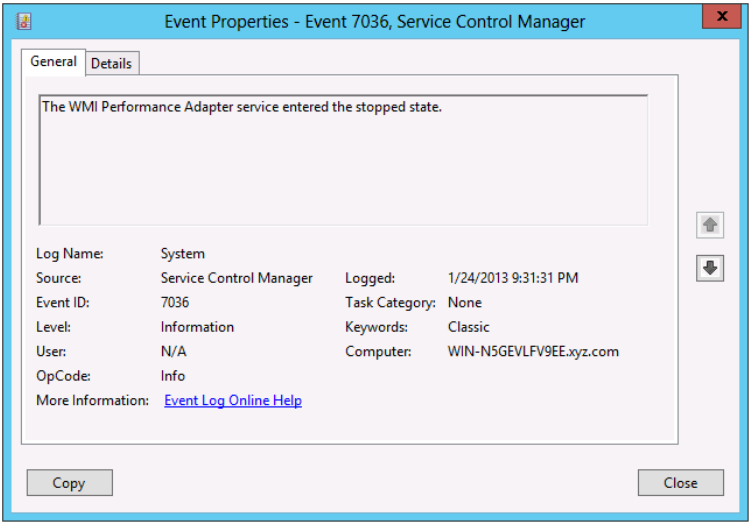 Event Properties - Event 7036, Service Control Manager
x
General Details
The WMI Performance Adapter service entered the stopped state.
Log Name: System
Source: Service Control Manager Logged: 1/24/2013 9:31:31 PM
Event ID: 7036 Task Category: None
Level: Information Keywords: Classic
User: N/A Computer: WIN-N5GEVLFV9EE.xyz.com
OpCode: Info
More Information: Event Log Online Help
Copy Close